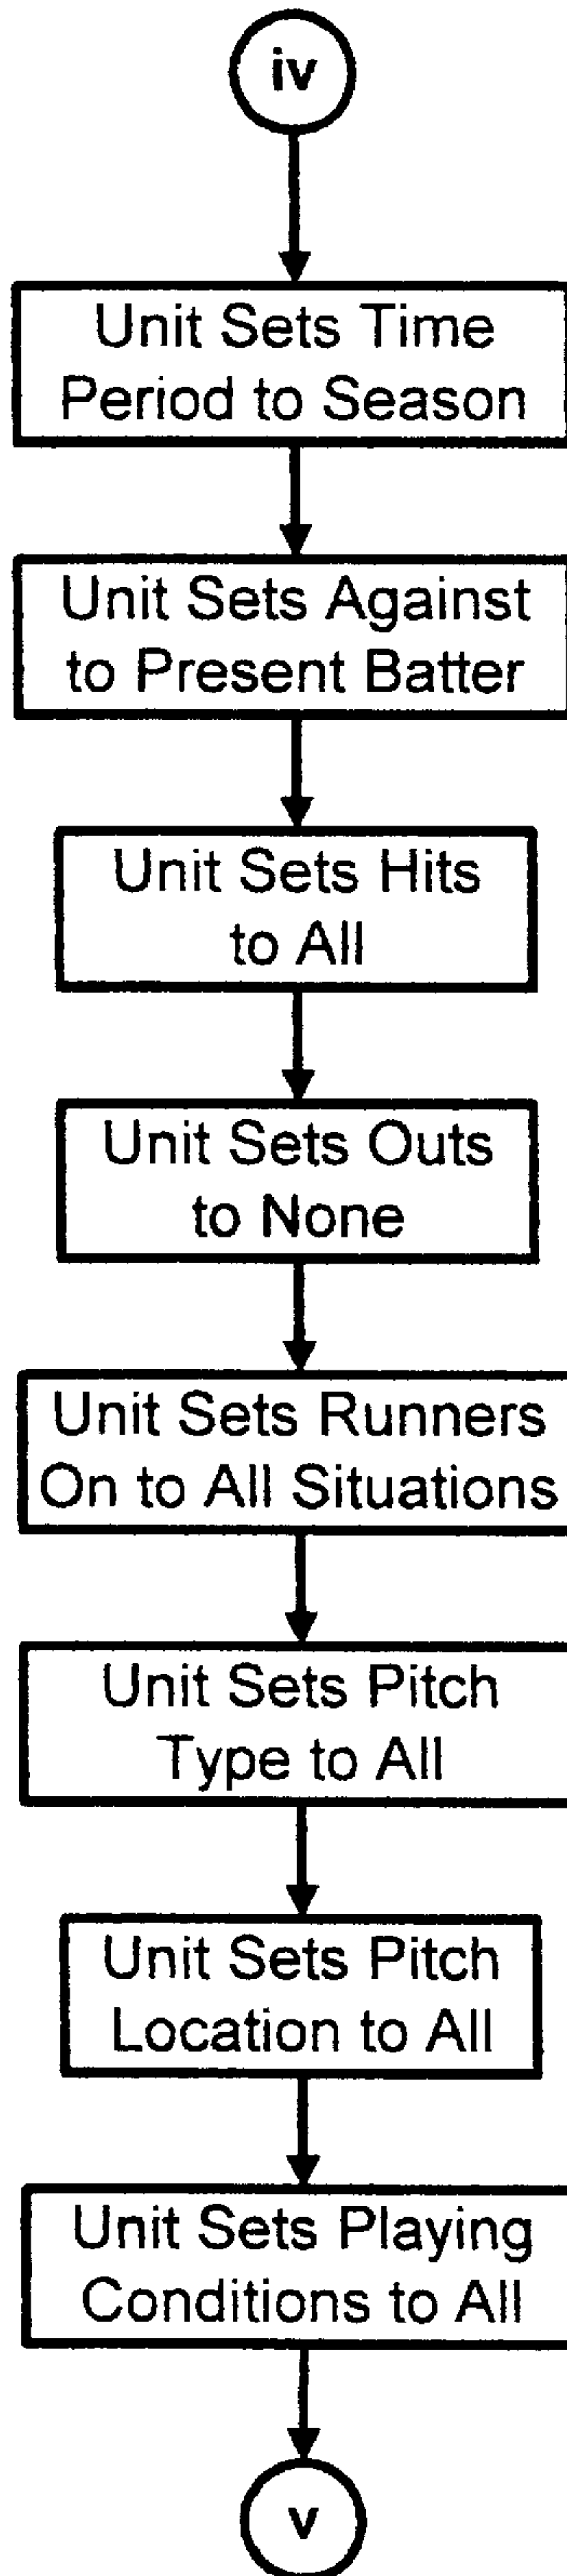 iv
Unit Sets Time
Period to Season
Unit Sets Against
to Present Batter
Unit Sets Hits
to All
Unit Sets Outs
to None
Unit Sets Runners
On to All Situations
Unit Sets Pitch
Type to All
Unit Sets Pitch
Location to All
Unit Sets Playing
Conditions to All
v